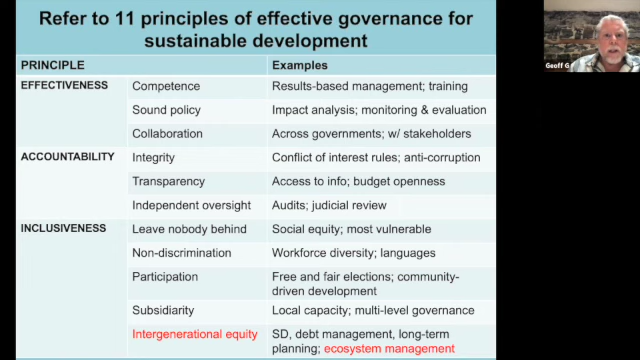 Refer to 11 principles of effective governance for
sustainable development
PRINCIPLE Examples
EFFECTIVENESS Competence Results-based management; training
Sound policy Impact analysis; monitoring & evaluation
Collaboration Across governments; w/ stakeholders
ACCOUNTABILITY Integrity Conflict of interest rules; anti-corruption
Transparency Access to info; budget openness
Independent oversight Audits; judicial review
INCLUSIVENESS Leave nobody behind Social equity; most vulnerable
Non-discrimination Workforce diversity; languages
Participation Free and fair elections; community-
driven development
Subsidiarity Local capacity; multi-level governance
Intergenerational equity SD, debt management, long-term
planning; ecosystem management
Geoff G